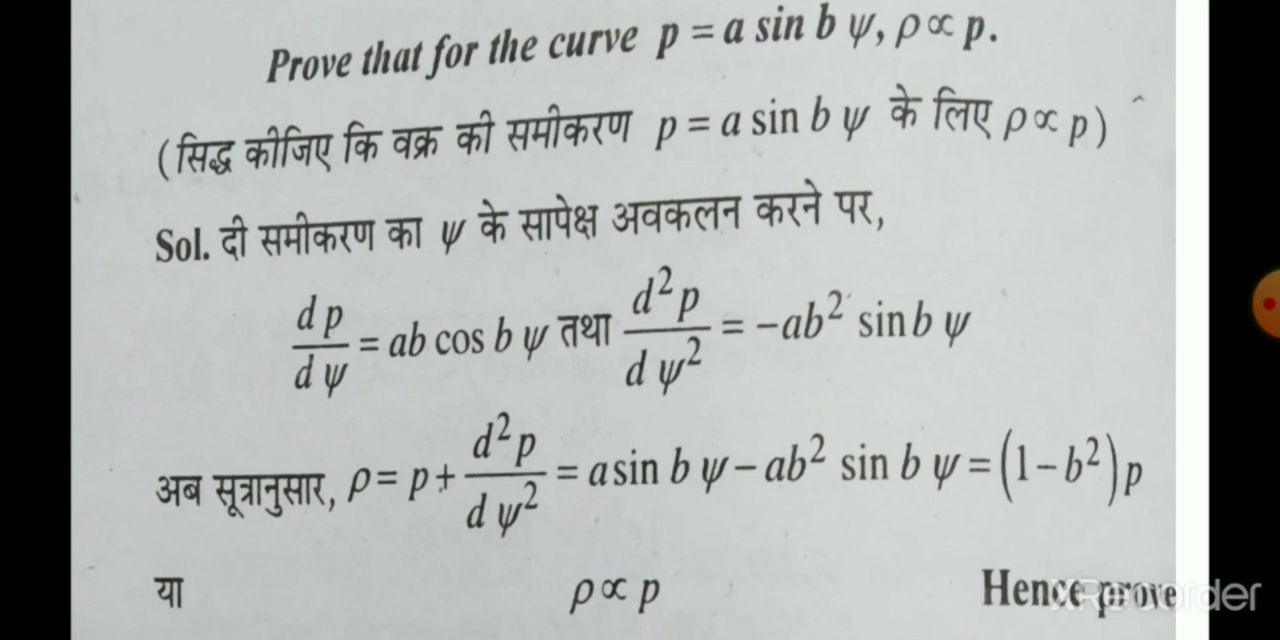 Prove that for the curve p = a sin b ψ, ρ ∝ p.
(सिद्ध कीजिए कि वक्र की समीकरण p = a sin b ψ के लिए ρ ∝ p)
Sol. दी समीकरण का ψ के सापेक्ष अवकलन करने पर,
dp/dψ = ab cos b ψ तथा d²p/dψ² = –ab² sin b ψ
अब सूत्रानुसार, ρ = p + d²p/dψ² = a sin b ψ – ab² sin b ψ = (1 – b²) p
या ρ ∝ p Hence prove
XRecorder